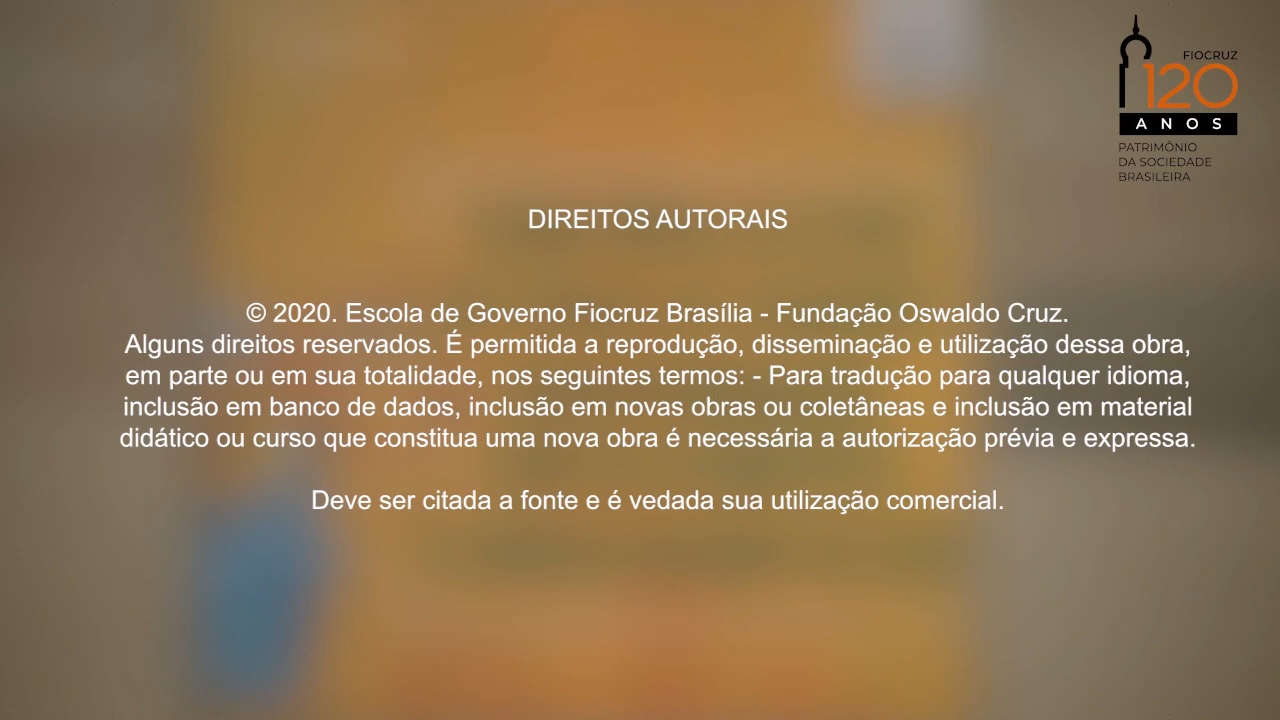 FIOCRUZ
120
ANOS
PATRIMÔNIO
DA SOCIEDADE
BRASILEIRA
DIREITOS AUTORAIS
© 2020. Escola de Governo Fiocruz Brasília - Fundação Oswaldo Cruz.
Alguns direitos reservados. É permitida a reprodução, disseminação e utilização dessa obra,
em parte ou em sua totalidade, nos seguintes termos: - Para tradução para qualquer idioma,
inclusão em banco de dados, inclusão em novas obras ou coletâneas e inclusão em material
didático ou curso que constitua uma nova obra é necessária a autorização prévia e expressa.
Deve ser citada a fonte e é vedada sua utilização comercial.